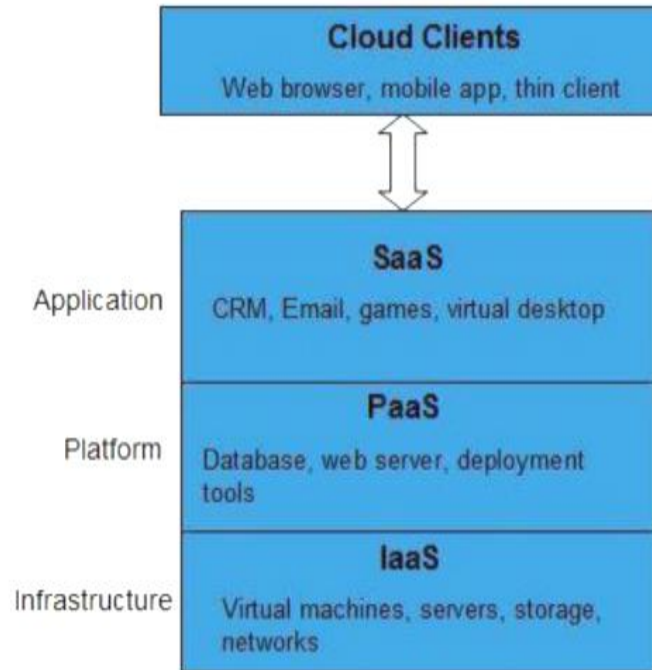 Cloud Clients
Web browser, mobile app, thin client
SaaS
Application
CRM, Email, games, virtual desktop
PaaS
Platform
Database, web server, deployment
tools
IaaS
Infrastructure
Virtual machines, servers, storage,
networks